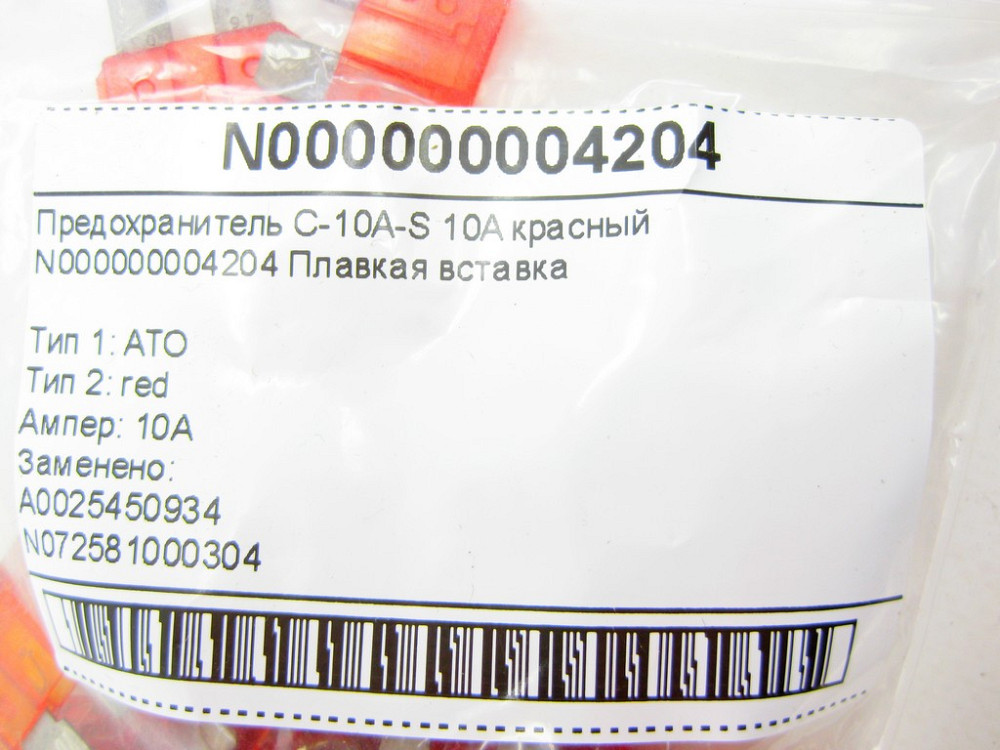 N000000004204
Предохранитель C-10A-S 10A красный
N000000004204 Плавкая вставка
Тип 1: ATO
Тип 2: red
Ампер: 10A
Заменено:
A0025450934
N072581000304